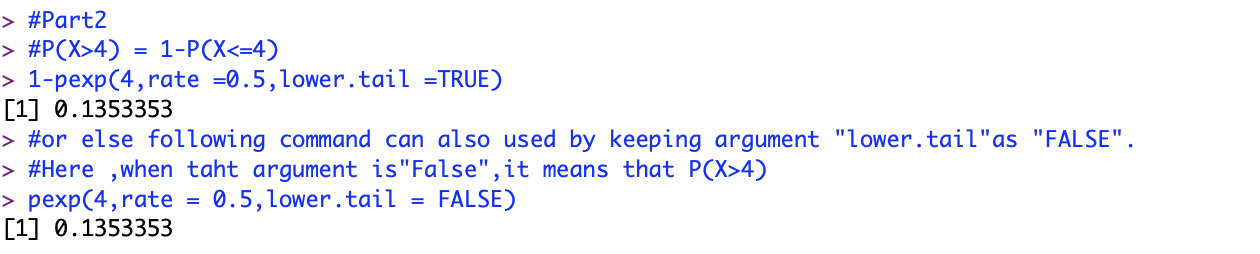 > #Part2
> #P(X>4) = 1-P(X<=4)
> 1-pexp(4,rate =0.5,lower.tail =TRUE)
[1] 0.1353353
> #or else following command can also used by keeping argument "lower.tail"as "FALSE".
> #Here ,when taht argument is"False",it means that P(X>4)
> pexp(4,rate = 0.5,lower.tail = FALSE)
[1] 0.1353353